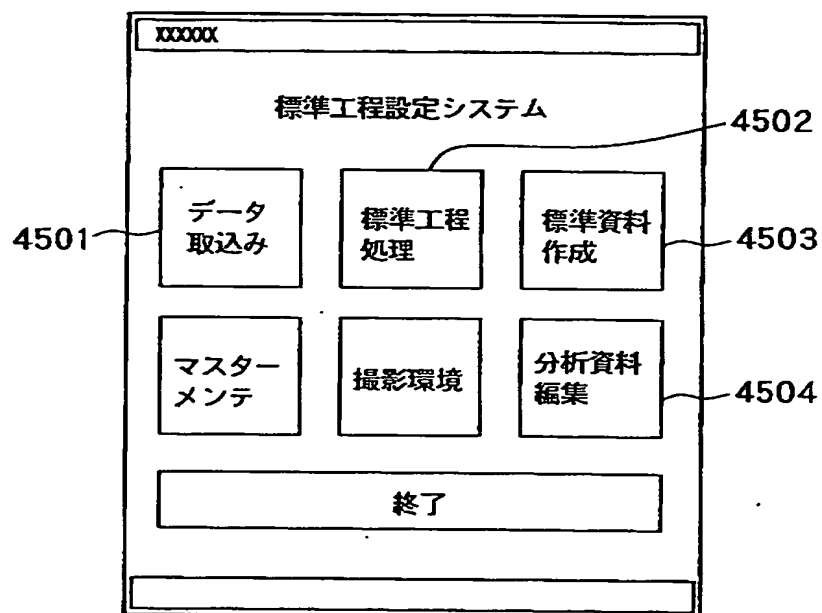 XXXXXX
標準工程設定システム
4502
データ
取込み
標準工程
処理
標準資料
作成
4501
4503
マスター
メンテ
撮影環境
分析資料
編集
4504
終了